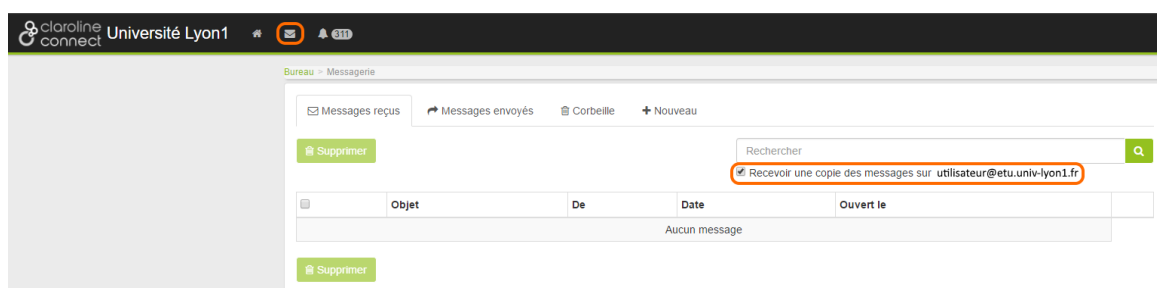 claroline
connect Université Lyon1 311
Bureau > Messagerie
Messages reçus Messages envoyés Corbeille Nouveau
Supprimer Rechercher
Recevoir une copie des messages sur utilisateur@etu.univ-lyon1.fr
Objet De Date Ouvert le
Aucun message
Supprimer